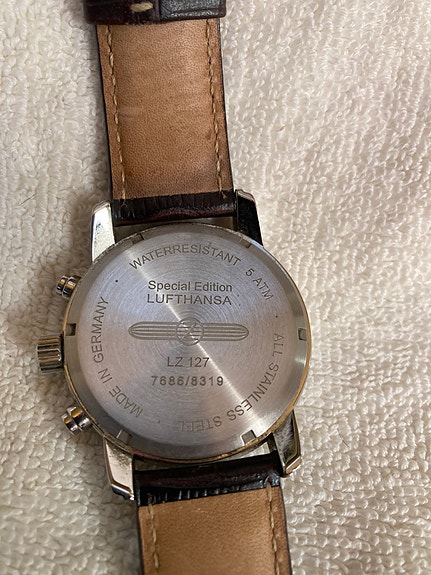 WATERRESISTANT 5 ATM · ALL STAINLESS STEEL · MADE IN GERMANY ·
Special Edition
LUFTHANSA
LZ 127
7686/8319